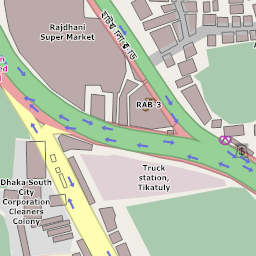 Rajdhani
Super Market
RAB-3
Truck
station,
Tikatuly
Dhaka South
City
Corporation
Cleaners
Colony